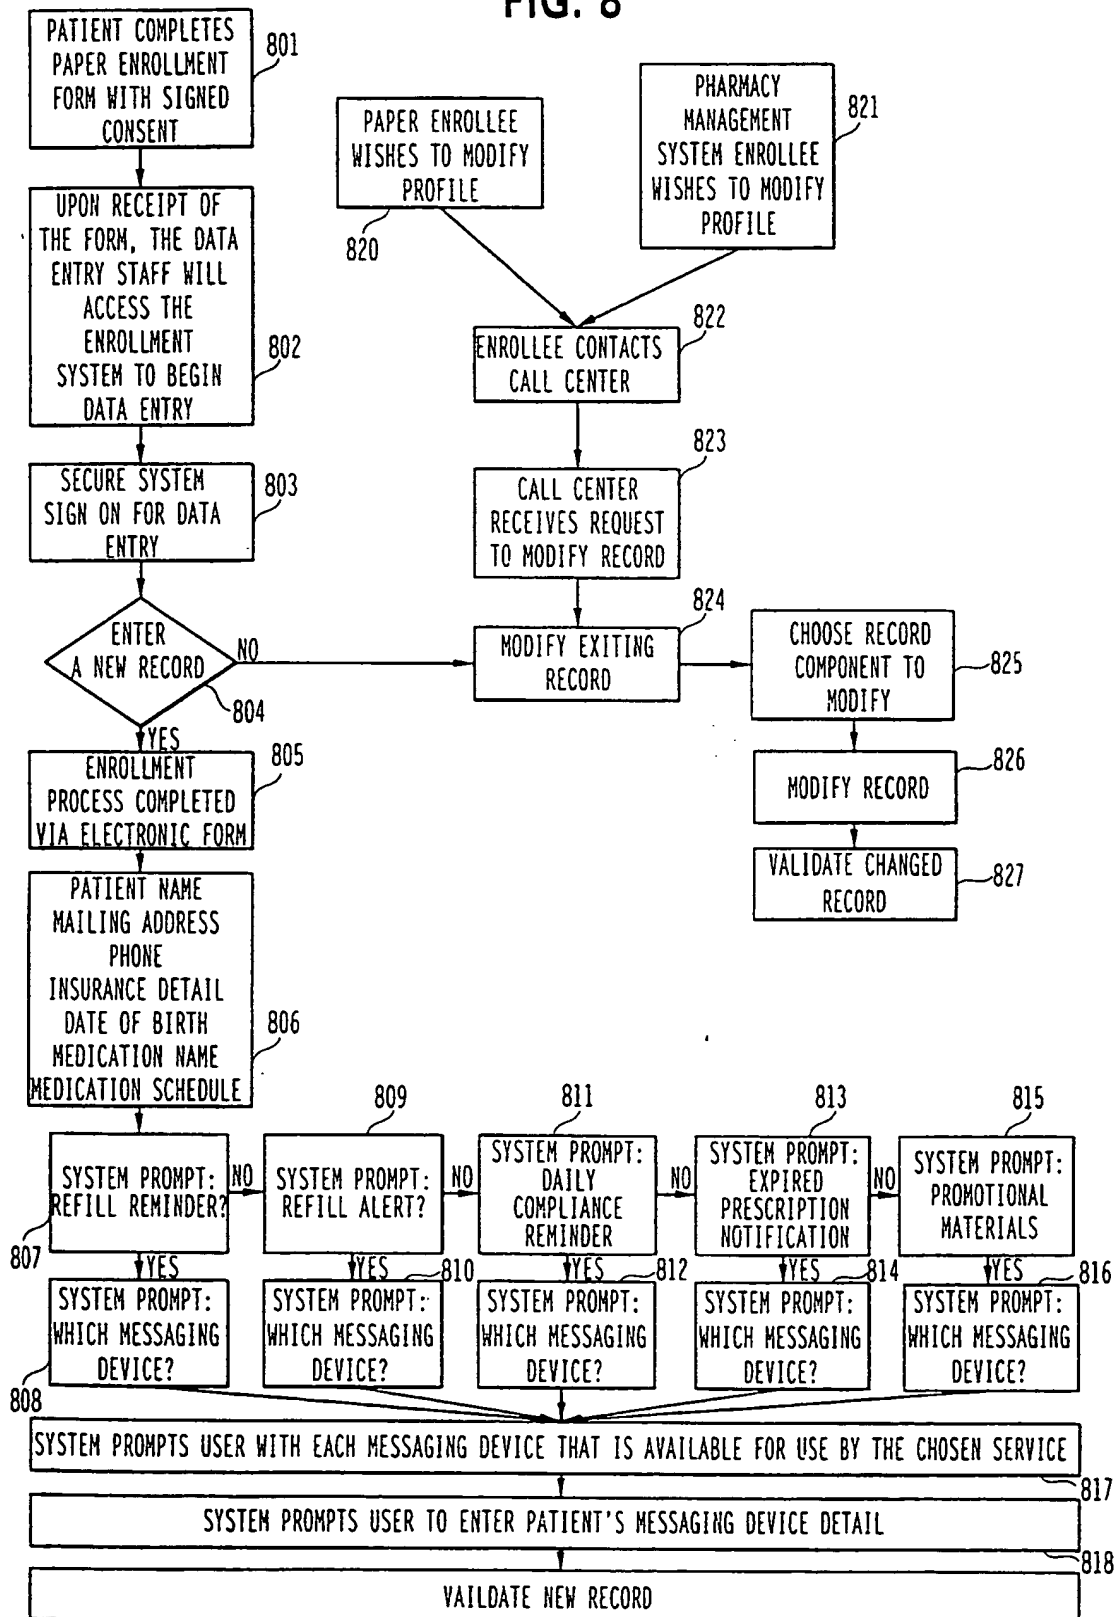 FIG. 8
PATIENT COMPLETES
PAPER ENROLLMENT
FORM WITH SIGNED
CONSENT
801
UPON RECEIPT OF
THE FORM, THE DATA
ENTRY STAFF WILL
ACCESS THE
ENROLLMENT
SYSTEM TO BEGIN
DATA ENTRY
802
SECURE SYSTEM
SIGN ON FOR DATA
ENTRY
803
ENTER
A NEW RECORD
804
NO
YES
PAPER ENROLLEE
WISHES TO MODIFY
PROFILE
820
PHARMACY
MANAGEMENT
SYSTEM ENROLLEE
WISHES TO MODIFY
PROFILE
821
ENROLLEE CONTACTS
CALL CENTER
822
CALL CENTER
RECEIVES REQUEST
TO MODIFY RECORD
823
MODIFY EXITING
RECORD
824
CHOOSE RECORD
COMPONENT TO
MODIFY
825
MODIFY RECORD
826
VALIDATE CHANGED
RECORD
827
ENROLLMENT
PROCESS COMPLETED
VIA ELECTRONIC FORM
805
PATIENT NAME
MAILING ADDRESS
PHONE
INSURANCE DETAIL
DATE OF BIRTH
MEDICATION NAME
MEDICATION SCHEDULE
806
SYSTEM PROMPT:
REFILL REMINDER?
807
NO
YES
SYSTEM PROMPT:
REFILL ALERT?
809
NO
YES
SYSTEM PROMPT:
DAILY
COMPLIANCE
REMINDER
811
NO
YES
SYSTEM PROMPT:
EXPIRED
PRESCRIPTION
NOTIFICATION
813
NO
YES
SYSTEM PROMPT:
PROMOTIONAL
MATERIALS
815
YES
SYSTEM PROMPT:
WHICH MESSAGING
DEVICE?
808
SYSTEM PROMPT:
WHICH MESSAGING
DEVICE?
810
SYSTEM PROMPT:
WHICH MESSAGING
DEVICE?
812
SYSTEM PROMPT:
WHICH MESSAGING
DEVICE?
814
SYSTEM PROMPT:
WHICH MESSAGING
DEVICE?
816
SYSTEM PROMPTS USER WITH EACH MESSAGING DEVICE THAT IS AVAILABLE FOR USE BY THE CHOSEN SERVICE
817
SYSTEM PROMPTS USER TO ENTER PATIENT'S MESSAGING DEVICE DETAIL
818
VAILDATE NEW RECORD